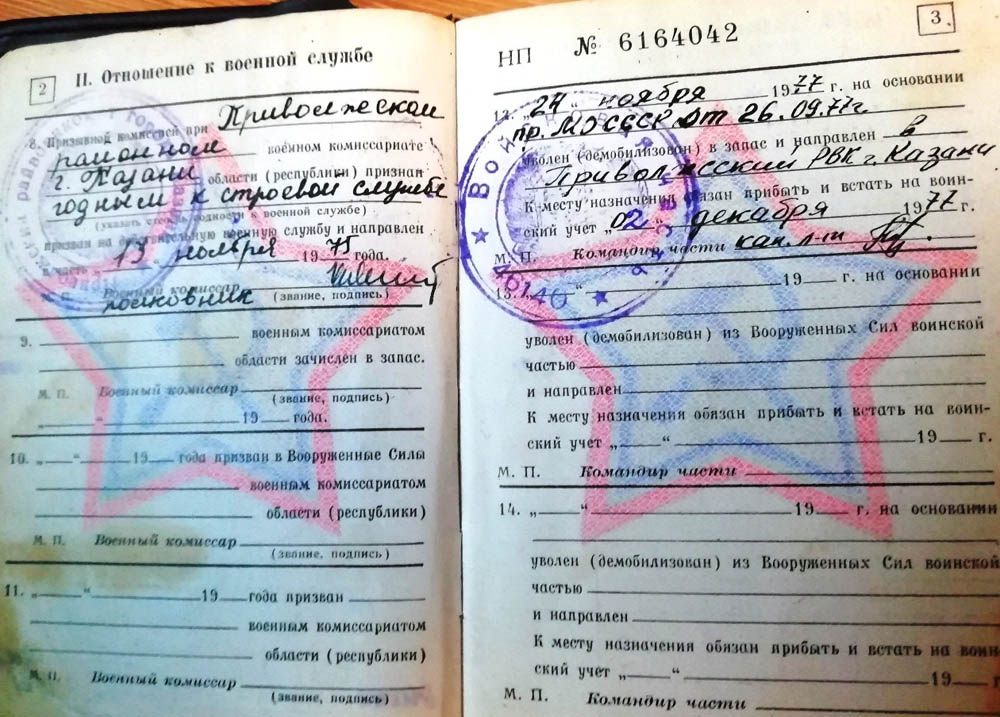 2
II. Отношение к военной службе
8. Призывной комиссией при Приволжском
районном военном комиссариате
г. Казани области (республики) признан
годным к строевой службе
(указать степень годности к военной службе)
призван на действительную военную службу и направлен
в часть „ 13 “ ноября 1975 года.
М. П. Военный комиссар
полковник (звание, подпись)
9. военным комиссариатом
области зачислен в запас.
М. П. Военный комиссар
(звание, подпись)
„ “ 19 года.
10. „ “ 19 года призван в Вооруженные Силы
военным комиссариатом
области (республики)
М. П. Военный комиссар
(звание, подпись)
11. „ “ 19 года призван
военным комиссариатом
области (республики)
М. П. Военный комиссар
(звание, подпись)
3.
НП № 6164042
12. „ 24 “ ноября 1977 г. на основании
пр. МО СССР от 26.09.77г
уволен (демобилизован) в запас и направлен в
Приволжский РВК г. Казани
К месту назначения обязан прибыть и встать на воин-
ский учет „ 02 “ декабря 1977 г.
М. П. Командир части кап. л-т
13. „ “ 19 г. на основании
уволен (демобилизован) из Вооруженных Сил воинской
частью
и направлен
К месту назначения обязан прибыть и встать на воин-
ский учет „ “ 19 г.
М. П. Командир части
14. „ “ 19 г. на основании
уволен (демобилизован) из Вооруженных Сил воинской
частью
и направлен
К месту назначения обязан прибыть и встать на воин-
ский учет „ “ 19 г
М. П. Командир части